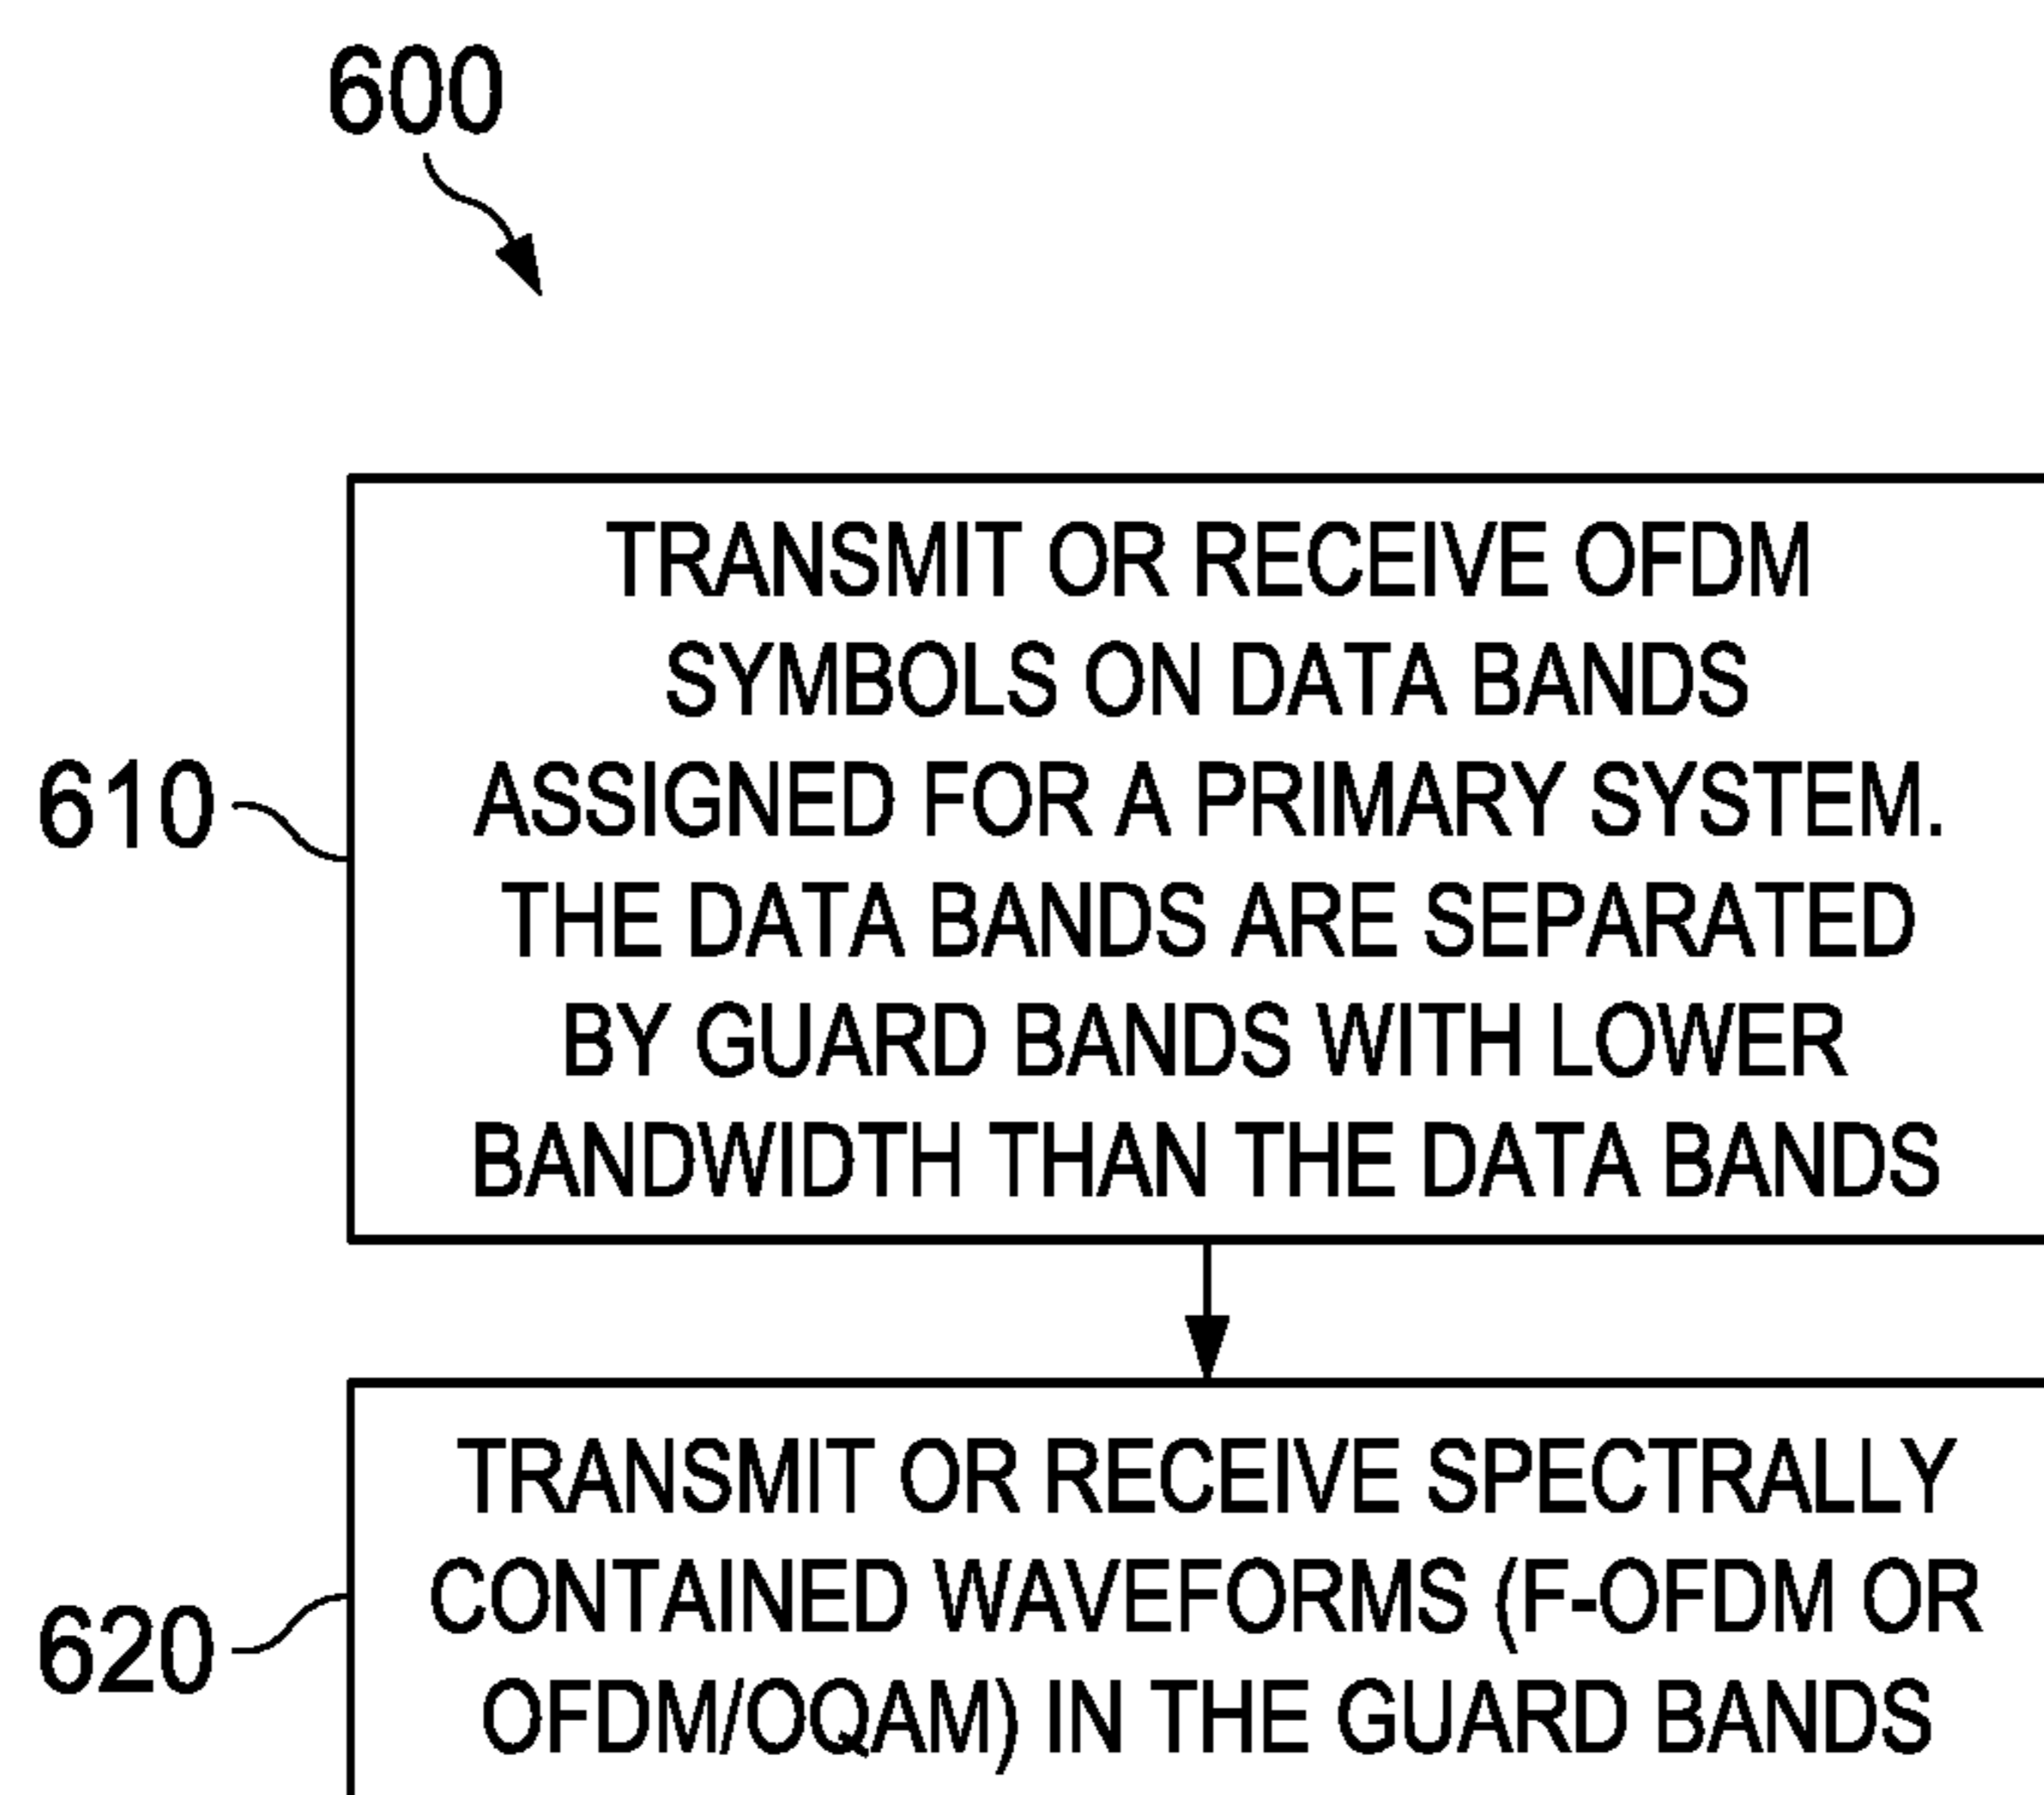 600
TRANSMIT OR RECEIVE OFDM
SYMBOLS ON DATA BANDS
ASSIGNED FOR A PRIMARY SYSTEM.
THE DATA BANDS ARE SEPARATED
BY GUARD BANDS WITH LOWER
BANDWIDTH THAN THE DATA BANDS
610
TRANSMIT OR RECEIVE SPECTRALLY
CONTAINED WAVEFORMS (F-OFDM OR
OFDM/OQAM) IN THE GUARD BANDS
620